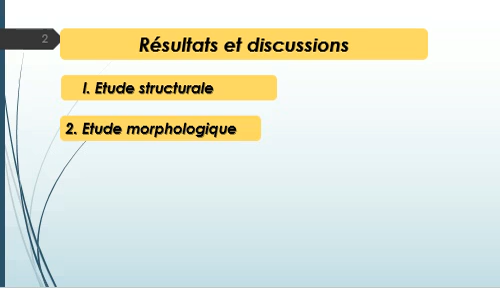 2
Résultats et discussions
I. Etude structurale
2. Etude morphologique